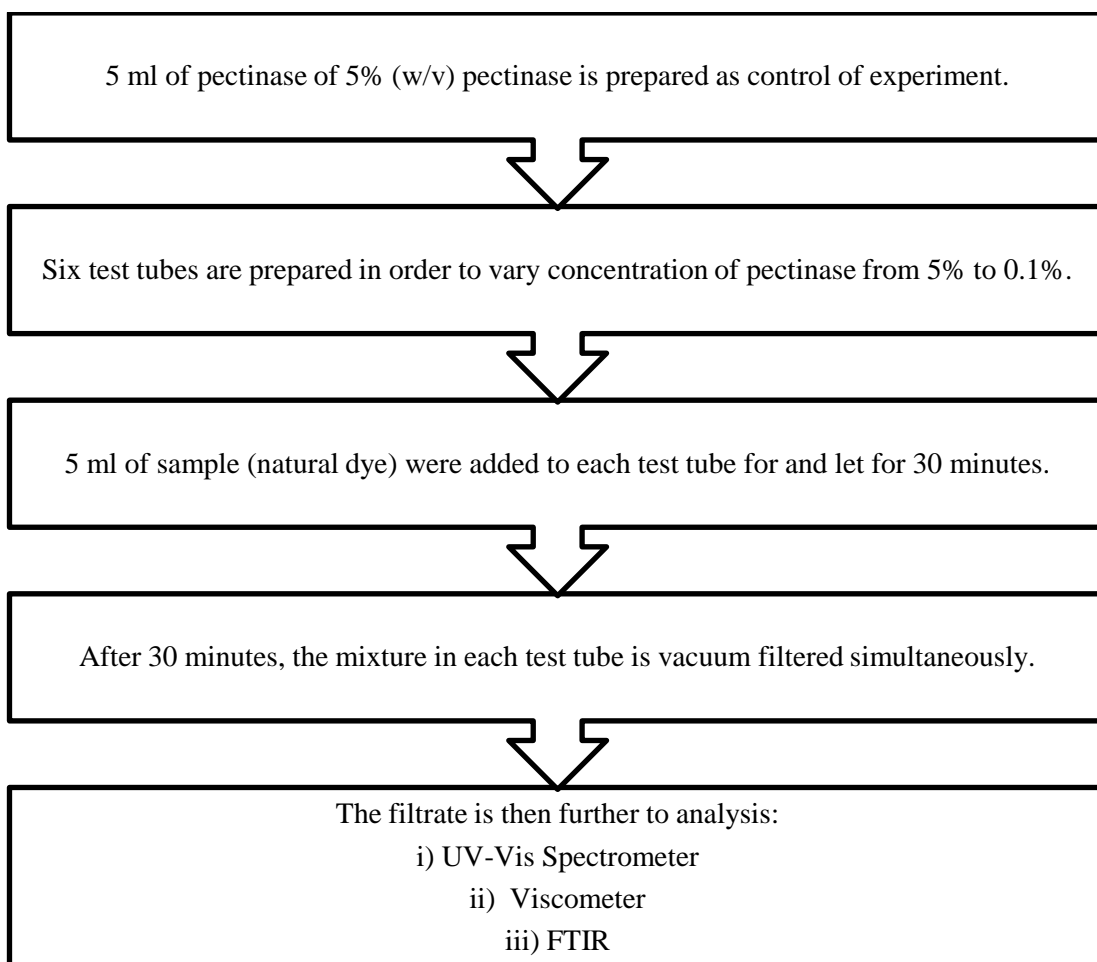 5 ml of pectinase of 5% (w/v) pectinase is prepared as control of experiment.
Six test tubes are prepared in order to vary concentration of pectinase from 5% to 0.1%.
5 ml of sample (natural dye) were added to each test tube for and let for 30 minutes.
After 30 minutes, the mixture in each test tube is vacuum filtered simultaneously.
The filtrate is then further to analysis:
i) UV-Vis Spectrometer
ii) Viscometer
iii) FTIR